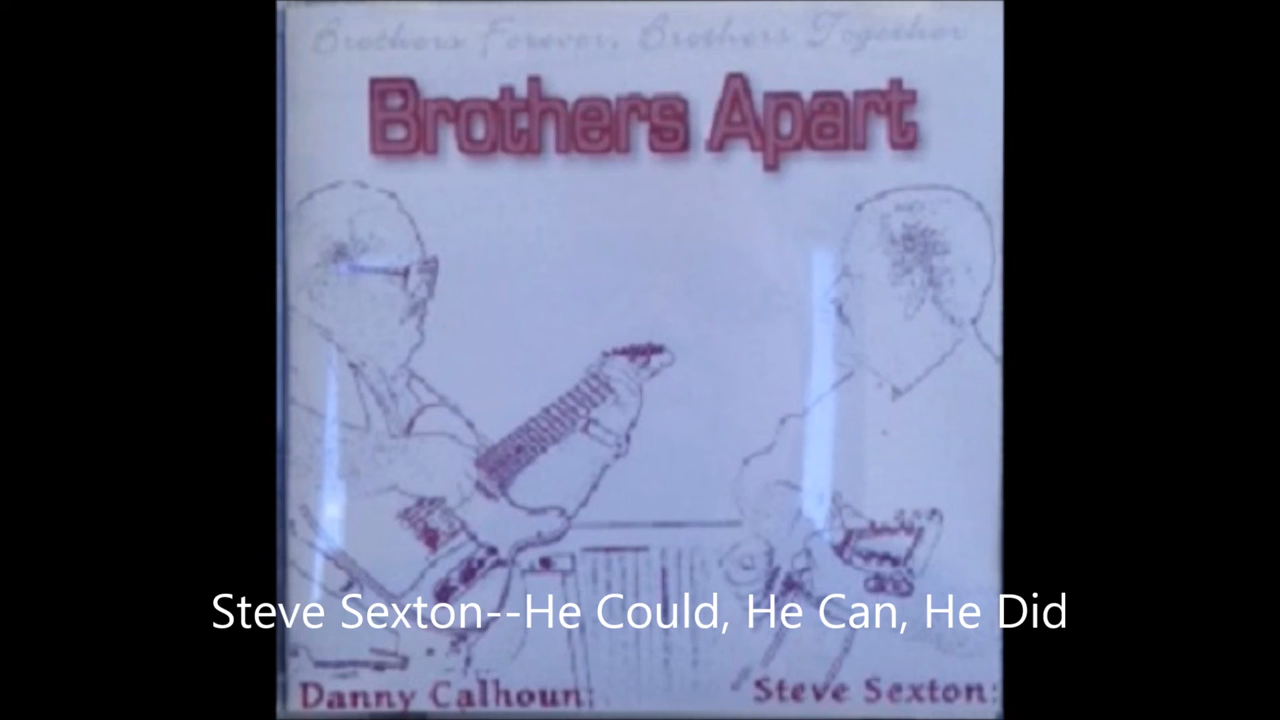 Brothers Forever, Brothers Together
Brothers Apart
Steve Sexton--He Could, He Can, He Did
Danny Calhoun:
Steve Sexton: